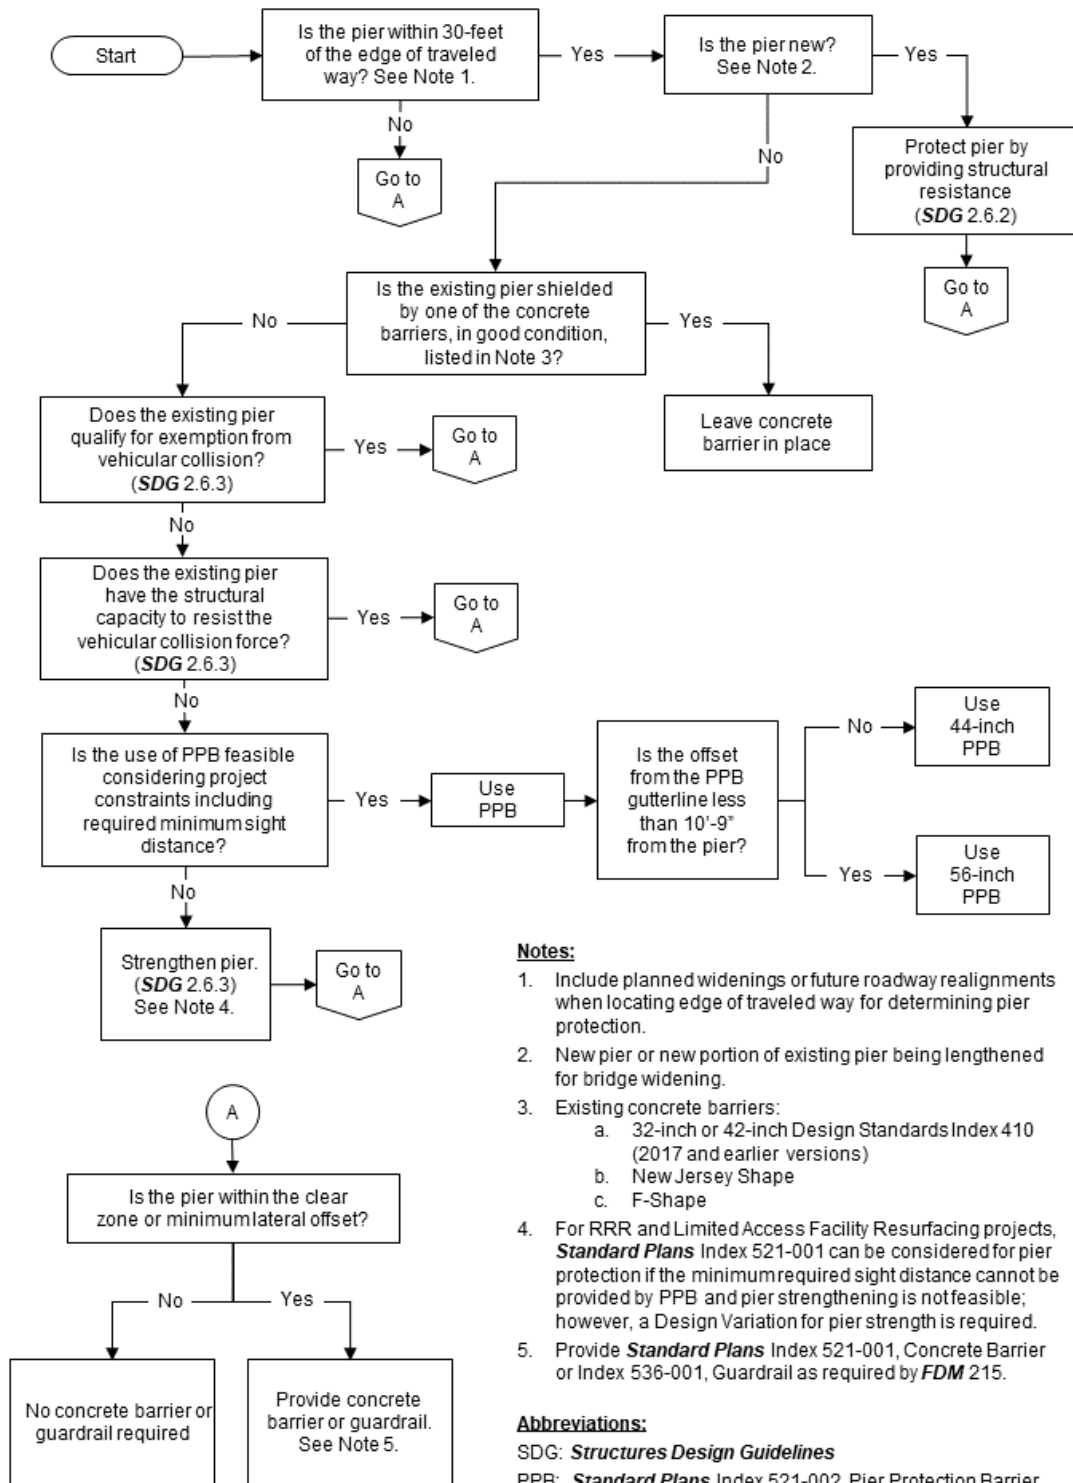 Start
Is the pier within 30-feet
of the edge of traveled
way? See Note 1.
Yes
Is the pier new?
See Note 2.
Yes
No
Go to
A
No
Protect pier by
providing structural
resistance
(SDG 2.6.2)
Go to
A
Is the existing pier shielded
by one of the concrete
barriers, in good condition,
listed in Note 3?
No
Yes
Leave concrete
barrier in place
Does the existing pier
qualify for exemption from
vehicular collision?
(SDG 2.6.3)
Yes
Go to
A
No
Does the existing pier
have the structural
capacity to resist the
vehicular collision force?
(SDG 2.6.3)
Yes
Go to
A
No
Is the use of PPB feasible
considering project
constraints including
required minimum sight
distance?
Yes
Use
PPB
Is the offset
from the PPB
gutterline less
than 10'-9"
from the pier?
No
Use
44-inch
PPB
Yes
Use
56-inch
PPB
No
Strengthen pier.
(SDG 2.6.3)
See Note 4.
Go to
A
A
Is the pier within the clear
zone or minimum lateral offset?
No
Yes
No concrete barrier or
guardrail required
Provide concrete
barrier or guardrail.
See Note 5.
Notes:
1. Include planned widenings or future roadway realignments
when locating edge of traveled way for determining pier
protection.
2. New pier or new portion of existing pier being lengthened
for bridge widening.
3. Existing concrete barriers:
a. 32-inch or 42-inch Design Standards Index 410
(2017 and earlier versions)
b. New Jersey Shape
c. F-Shape
4. For RRR and Limited Access Facility Resurfacing projects,
Standard Plans Index 521-001 can be considered for pier
protection if the minimum required sight distance cannot be
provided by PPB and pier strengthening is not feasible;
however, a Design Variation for pier strength is required.
5. Provide Standard Plans Index 521-001, Concrete Barrier
or Index 536-001, Guardrail as required by FDM 215.
Abbreviations:
SDG: Structures Design Guidelines
PPB: Standard Plans Index 521-002, Pier Protection Barrier